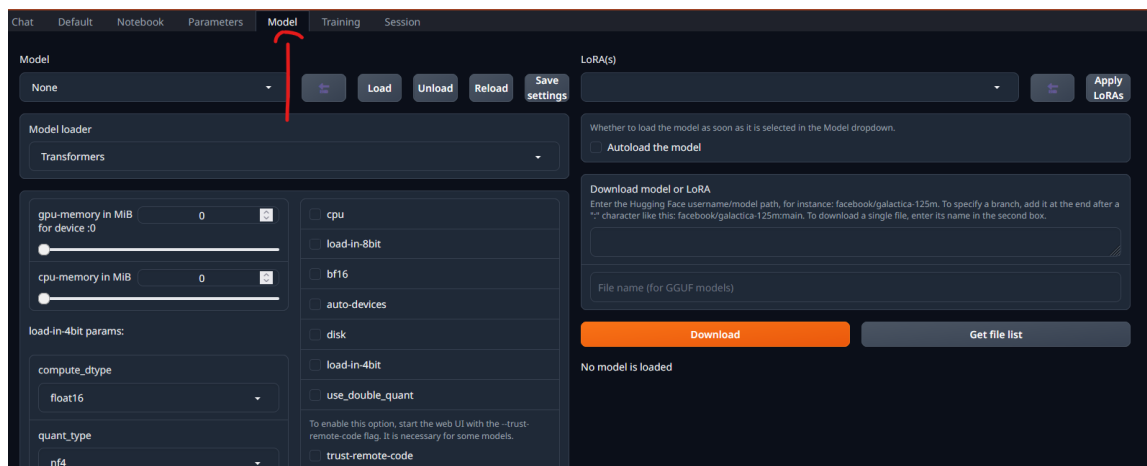 Chat Default Notebook Parameters Model Training Session
Model
None
Load Unload Reload Save settings
Model loader
Transformers
gpu-memory in MiB for device :0
0
cpu-memory in MiB
0
load-in-4bit params:
compute_dtype
float16
quant_type
nf4
cpu
load-in-8bit
bf16
auto-devices
disk
load-in-4bit
use_double_quant
To enable this option, start the web UI with the --trust-
remote-code flag. It is necessary for some models.
trust-remote-code
LoRA(s)
Apply LoRAs
Whether to load the model as soon as it is selected in the Model dropdown.
Autoload the model
Download model or LoRA
Enter the Hugging Face username/model path, for instance: facebook/galactica-125m. To specify a branch, add it at the end after a
":" character like this: facebook/galactica-125m:main. To download a single file, enter its name in the second box.
File name (for GGUF models)
Download Get file list
No model is loaded